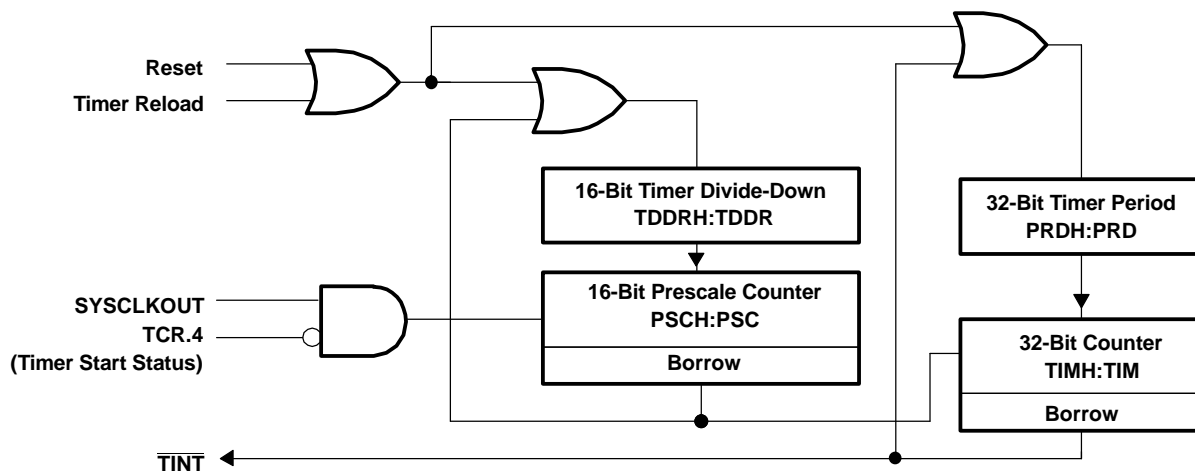 Reset
Timer Reload
16-Bit Timer Divide-Down
TDDRH:TDDR
32-Bit Timer Period
PRDH:PRD
SYSCLKOUT
TCR.4
(Timer Start Status)
16-Bit Prescale Counter
PSCH:PSC
Borrow
32-Bit Counter
TIMH:TIM
Borrow
TINT